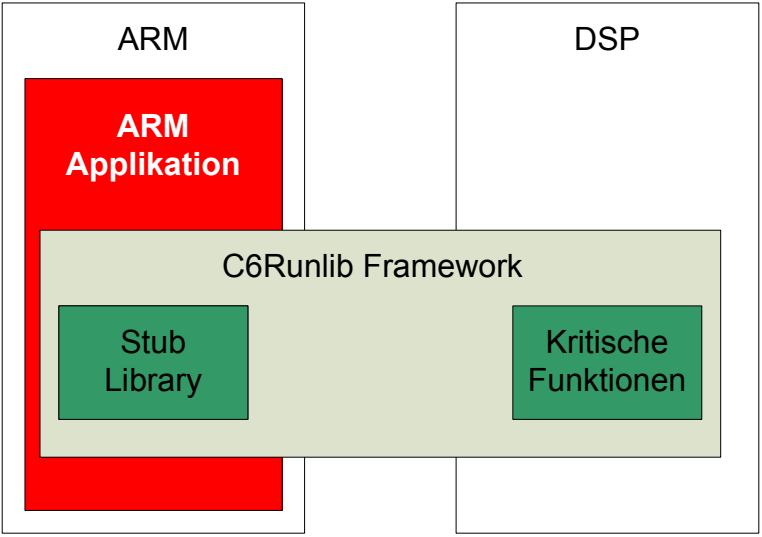 ARM
DSP
ARM
Applikation
C6Runlib Framework
Stub
Library
Kritische
Funktionen